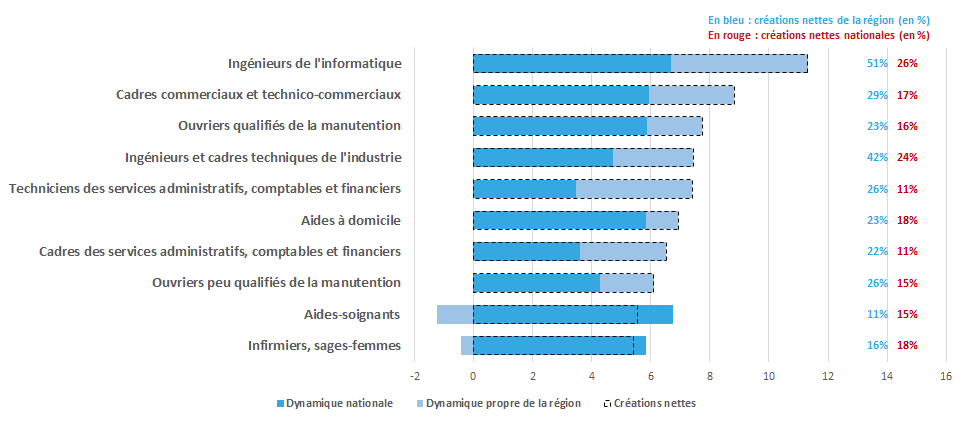 En bleu : créations nettes de la région (en %)
En rouge : créations nettes nationales (en %)
Ingénieurs de l'informatique 51% 26%
Cadres commerciaux et technico-commerciaux 29% 17%
Ouvriers qualifiés de la manutention 23% 16%
Ingénieurs et cadres techniques de l'industrie 42% 24%
Techniciens des services administratifs, comptables et financiers 26% 11%
Aides à domicile 23% 18%
Cadres des services administratifs, comptables et financiers 22% 11%
Ouvriers peu qualifiés de la manutention 26% 15%
Aides-soignants 11% 15%
Infirmiers, sages-femmes 16% 18%
-2 0 2 4 6 8 10 12 14 16
Dynamique nationale Dynamique propre de la région Créations nettes